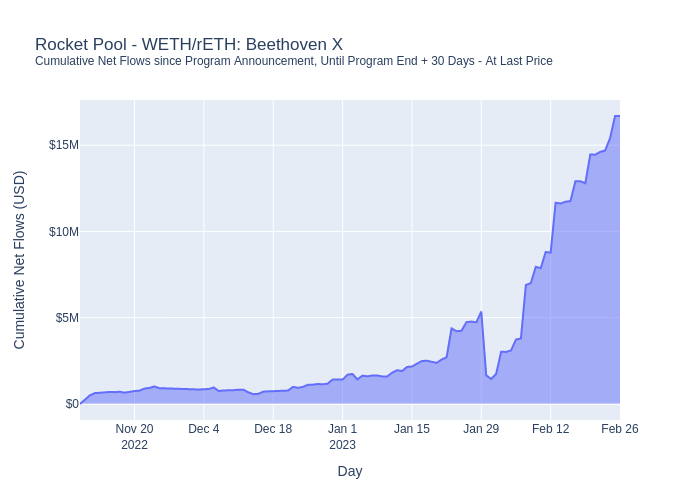 Rocket Pool - WETH/rETH: Beethoven X
Cumulative Net Flows since Program Announcement, Until Program End + 30 Days - At Last Price
Cumulative Net Flows (USD)
$15M
$10M
$5M
$0
Nov 20 Dec 4 Dec 18 Jan 1 Jan 15 Jan 29 Feb 12 Feb 26
2022 2023
Day